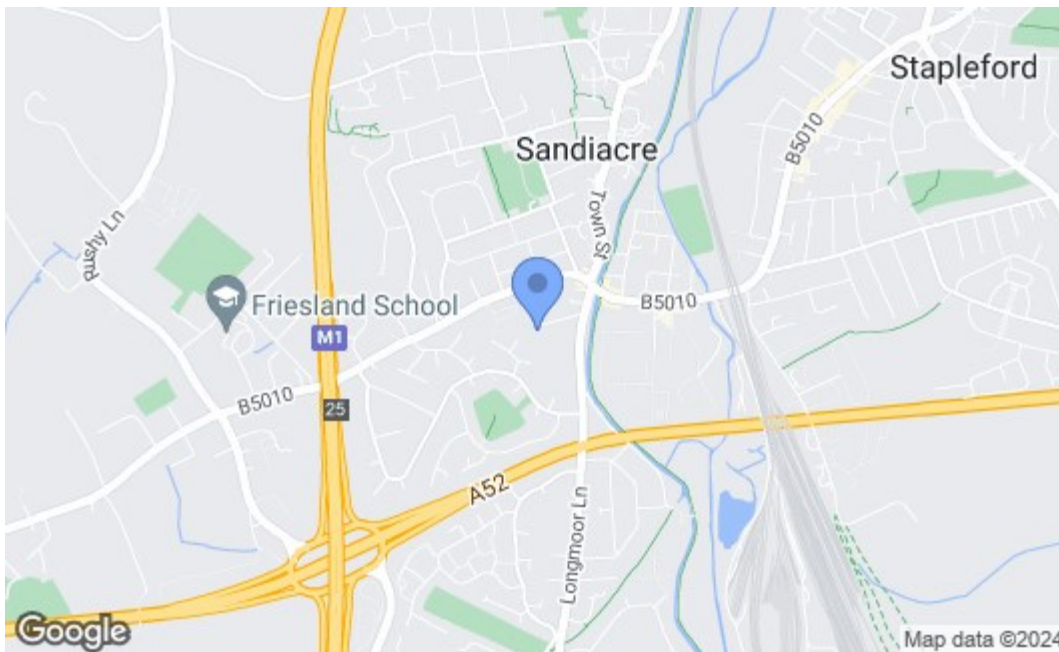 Stapleford
B5010
Sandiacre
Town St
Rushy Ln
Friesland School
B5010
M1
B5010
25
A52
Longmoor Ln
Google
Map data ©2024